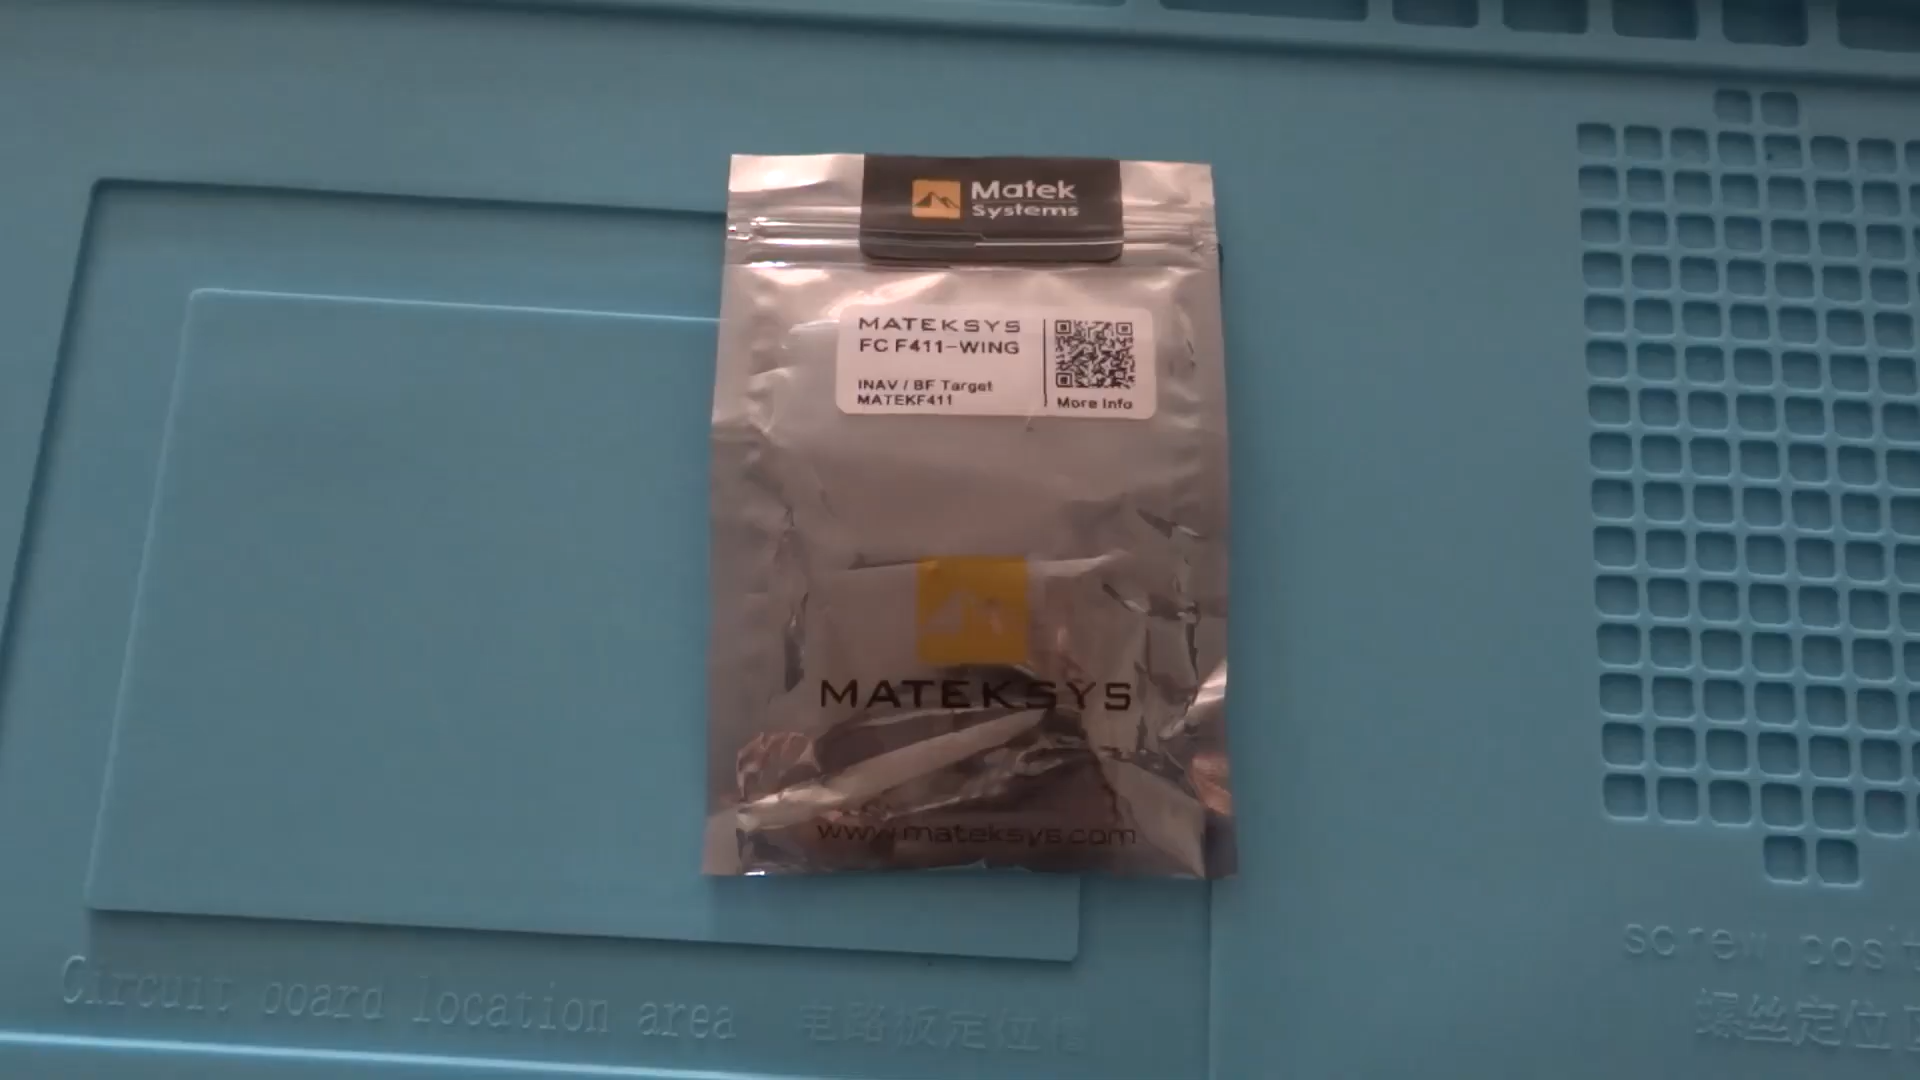 Matek
Systems
MATEKSYS
FC F411-WING
INAV / BF Target
MATEKF411
More Info
MATEKSYS
www.mateksys.com
Circuit board location area 电路板定位
screw posit
螺丝定位